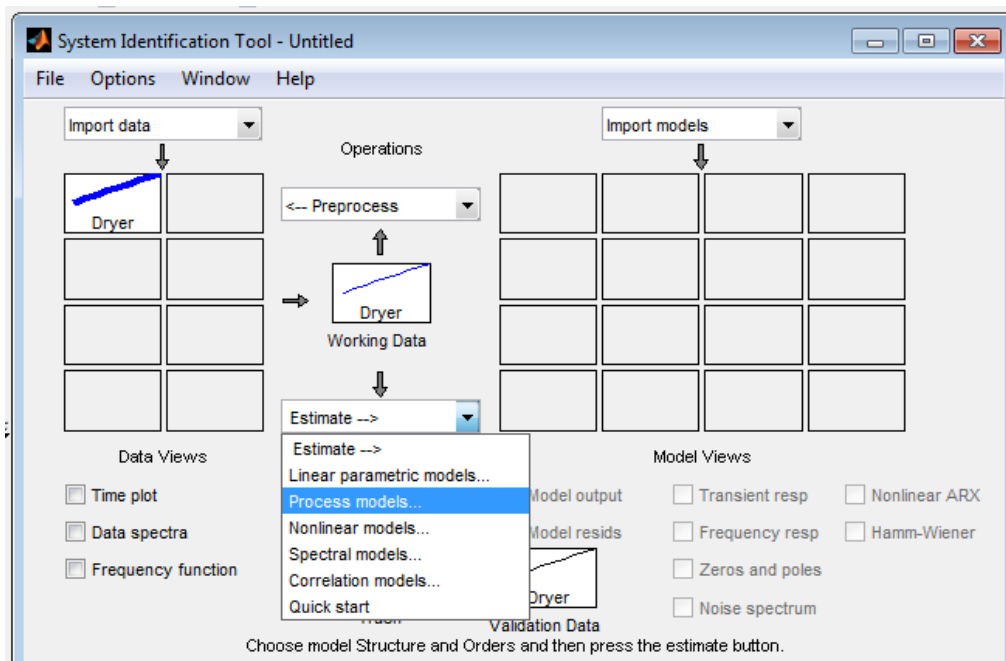 System Identification Tool - Untitled
File Options Window Help
Import data
Import models
Operations
Dryer
<-- Preprocess
Dryer
Working Data
Estimate -->
Estimate -->
Linear parametric models...
Process models...
Nonlinear models...
Spectral models...
Correlation models...
Quick start
Data Views
Time plot
Data spectra
Frequency function
Model Views
Model output
Transient resp
Nonlinear ARX
Model resids
Frequency resp
Hamm-Wiener
Zeros and poles
Noise spectrum
Dryer
Validation Data
Choose model Structure and Orders and then press the estimate button.